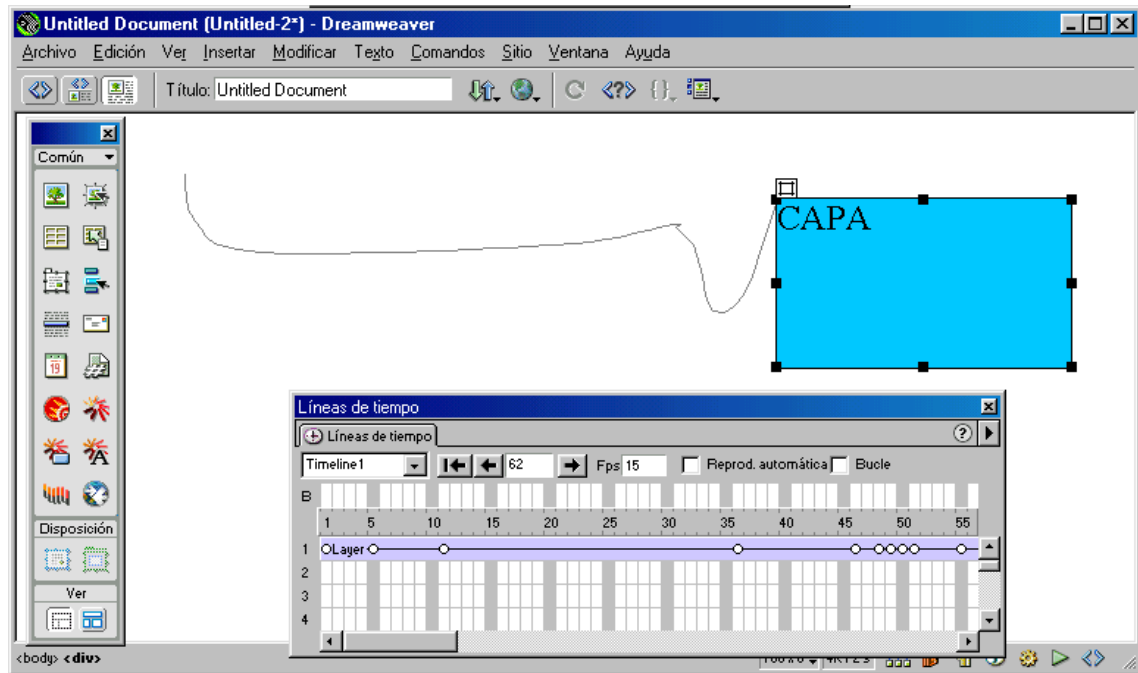 Untitled Document (Untitled-2*) - Dreamweaver
Archivo Edición Ver Insertar Modificar Texto Comandos Sitio Ventana Ayuda
Título: Untitled Document
Común
CAPA
19
A
Disposición
Ver
Líneas de tiempo
Líneas de tiempo
Timeline1 62 Fps 15 Reprod. automática Bucle
B
1 5 10 15 20 25 30 35 40 45 50 55
1 Layer
2
3
4
<body> <div>